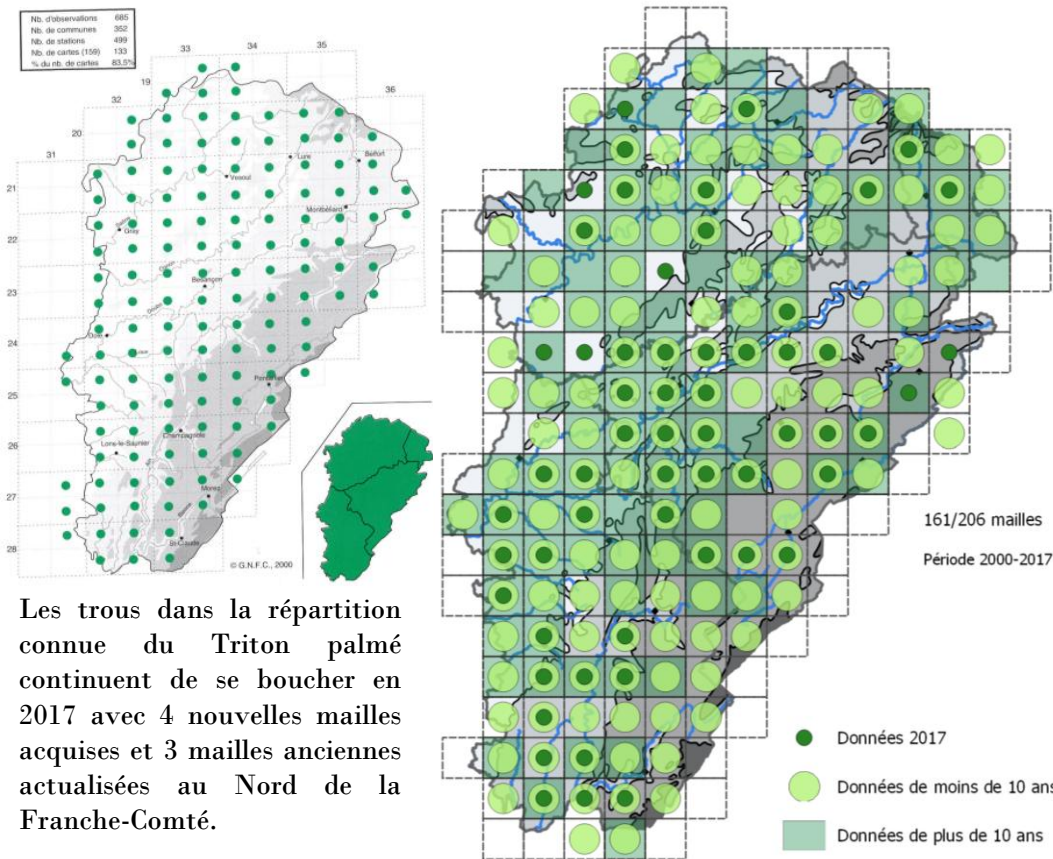 Nb. d'observations 685
Nb. de communes 352
Nb. de stations 499
Nb. de cartes (159) 133
% du nb. de cartes 83,5%
33
34
35
19
32
36
20
31
Lure
Belfort
Vesoul
21
Montbéliard
Gray
22
Besançon
23
24
Pontarlier
25
Champagnole
Lons-le-Saunier
26
Morez
27
St-Claude
28
© G.N.F.C., 2000
Les trous dans la répartition
connue du Triton palmé
continuent de se boucher en
2017 avec 4 nouvelles mailles
acquises et 3 mailles anciennes
actualisées au Nord de la
Franche-Comté.
161/206 mailles
Période 2000-2017
Données 2017
Données de moins de 10 ans
Données de plus de 10 ans